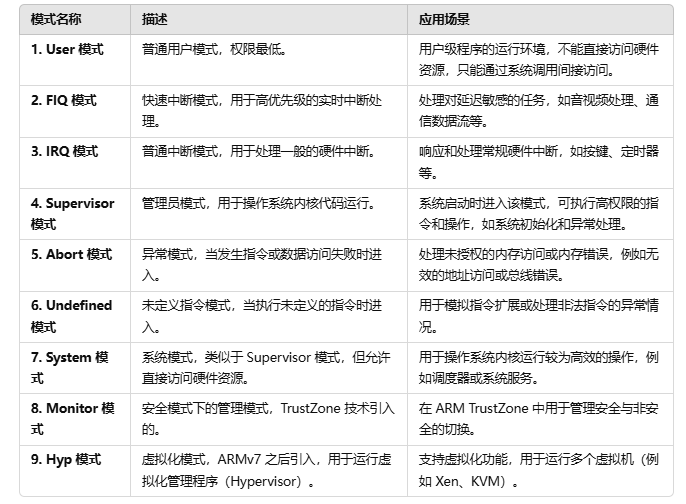 模式名称 描述 应用场景
1. User 模式 普通用户模式，权限最低。 用户级程序的运行环境，不能直接访问硬件
资源，只能通过系统调用间接访问。
2. FIQ 模式 快速中断模式，用于高优先级的实时中断处
理。
处理对延迟敏感的任务，如音视频处理、通
信数据流等。
3. IRQ 模式 普通中断模式，用于处理一般的硬件中断。 响应和处理常规硬件中断，如按键、定时器
等。
4. Supervisor
模式
管理员模式，用于操作系统内核代码运行。 系统启动时进入该模式，可执行高权限的指
令和操作，如系统初始化和异常处理。
5. Abort 模式 异常模式，当发生指令或数据访问失败时进
入。
处理未授权的内存访问或内存错误，例如无
效的地址访问或总线错误。
6. Undefined
模式
未定义指令模式，当执行未定义的指令时进
入。
用于模拟指令扩展或处理非法指令的异常情
况。
7. System 模
式
系统模式，类似于 Supervisor 模式，但允许
直接访问硬件资源。
用于操作系统内核运行较为高效的操作，例
如调度器或系统服务。
8. Monitor 模
式
安全模式下的管理模式，TrustZone 技术引入
的。
在 ARM TrustZone 中用于管理安全与非安
全的切换。
9. Hyp 模式 虚拟化模式，ARMv7 之后引入，用于运行虚
拟化管理程序（Hypervisor）。
支持虚拟化功能，用于运行多个虚拟机（例
如 Xen、KVM）。